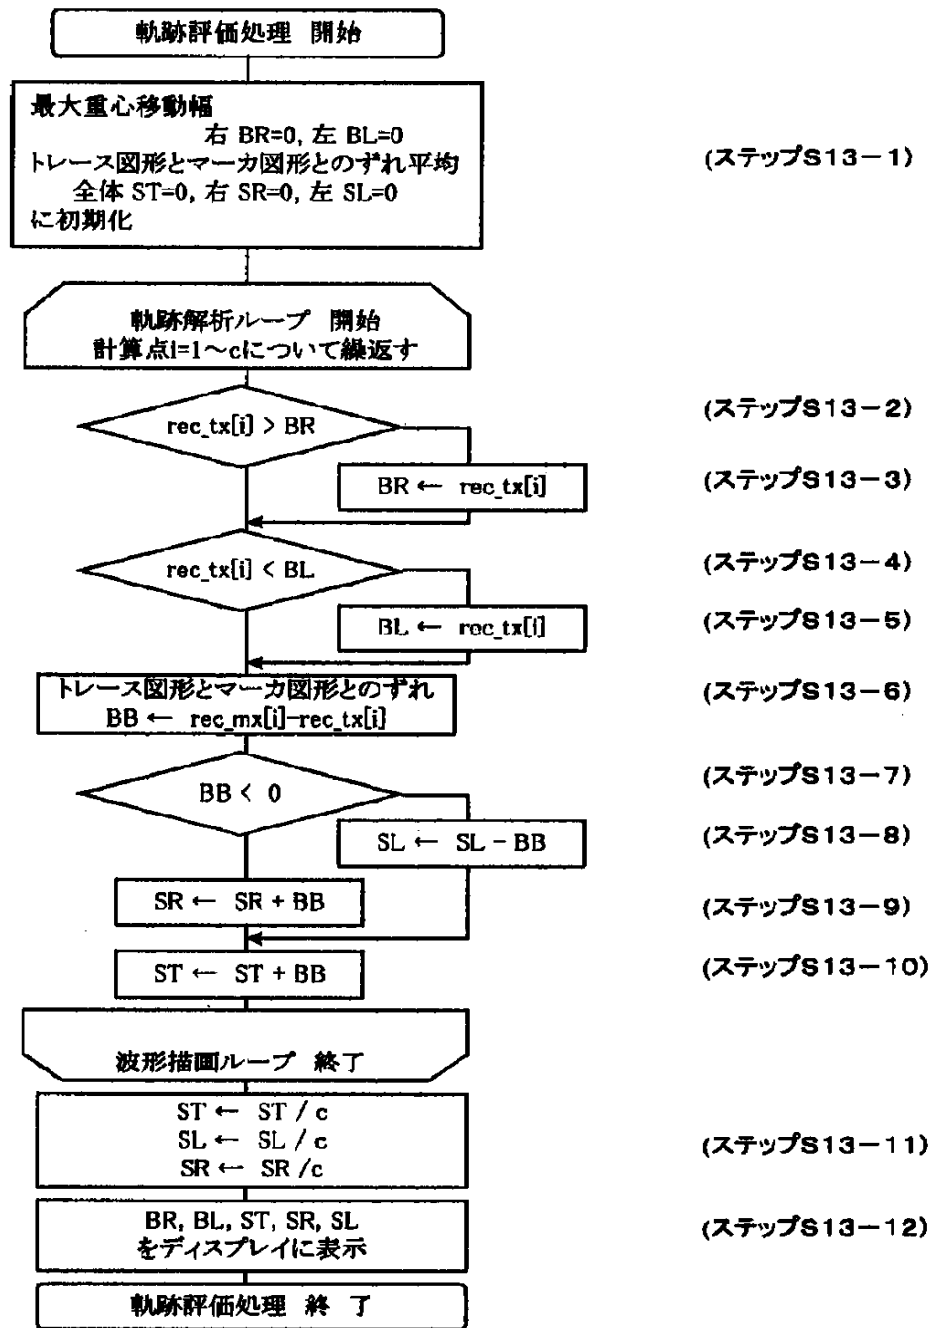 軌跡評価処理 開始
最大重心移動幅
右 BR=0, 左 BL=0
トレース図形とマーカ図形とのずれ平均
全体 ST=0, 右 SR=0, 左 SL=0
に初期化
(ステップS13-1)
軌跡解析ループ 開始
計算点i=1～cについて繰返す
rec_tx[i] > BR
(ステップS13-2)
BR ← rec_tx[i]
(ステップS13-3)
rec_tx[i] < BL
(ステップS13-4)
BL ← rec_tx[i]
(ステップS13-5)
トレース図形とマーカ図形とのずれ
BB ← rec_mx[i]-rec_tx[i]
(ステップS13-6)
BB < 0
(ステップS13-7)
SL ← SL - BB
(ステップS13-8)
SR ← SR + BB
(ステップS13-9)
ST ← ST + BB
(ステップS13-10)
波形描画ループ 終了
ST ← ST / c
SL ← SL / c
SR ← SR /c
(ステップS13-11)
BR, BL, ST, SR, SL
をディスプレイに表示
(ステップS13-12)
軌跡評価処理 終 了